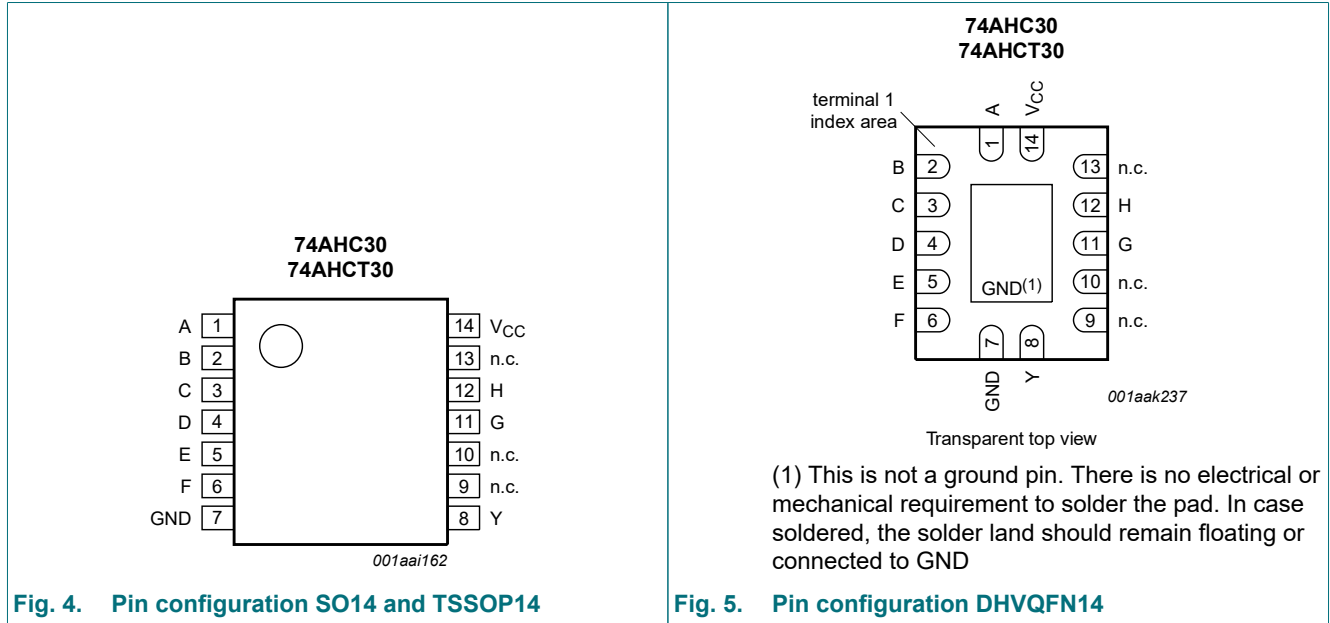 74AHC30
74AHCT30
A 1
B 2
C 3
D 4
E 5
F 6
GND 7
14 VCC
13 n.c.
12 H
11 G
10 n.c.
9 n.c.
8 Y
001aai162
Fig. 4. Pin configuration SO14 and TSSOP14
74AHC30
74AHCT30
terminal 1
index area
A
VCC
1
14
B 2
C 3
D 4
E 5
F 6
13 n.c.
12 H
11 G
10 n.c.
9 n.c.
GND(1)
7
8
GND
Y
001aak237
Transparent top view
(1) This is not a ground pin. There is no electrical or
mechanical requirement to solder the pad. In case
soldered, the solder land should remain floating or
connected to GND
Fig. 5. Pin configuration DHVQFN14